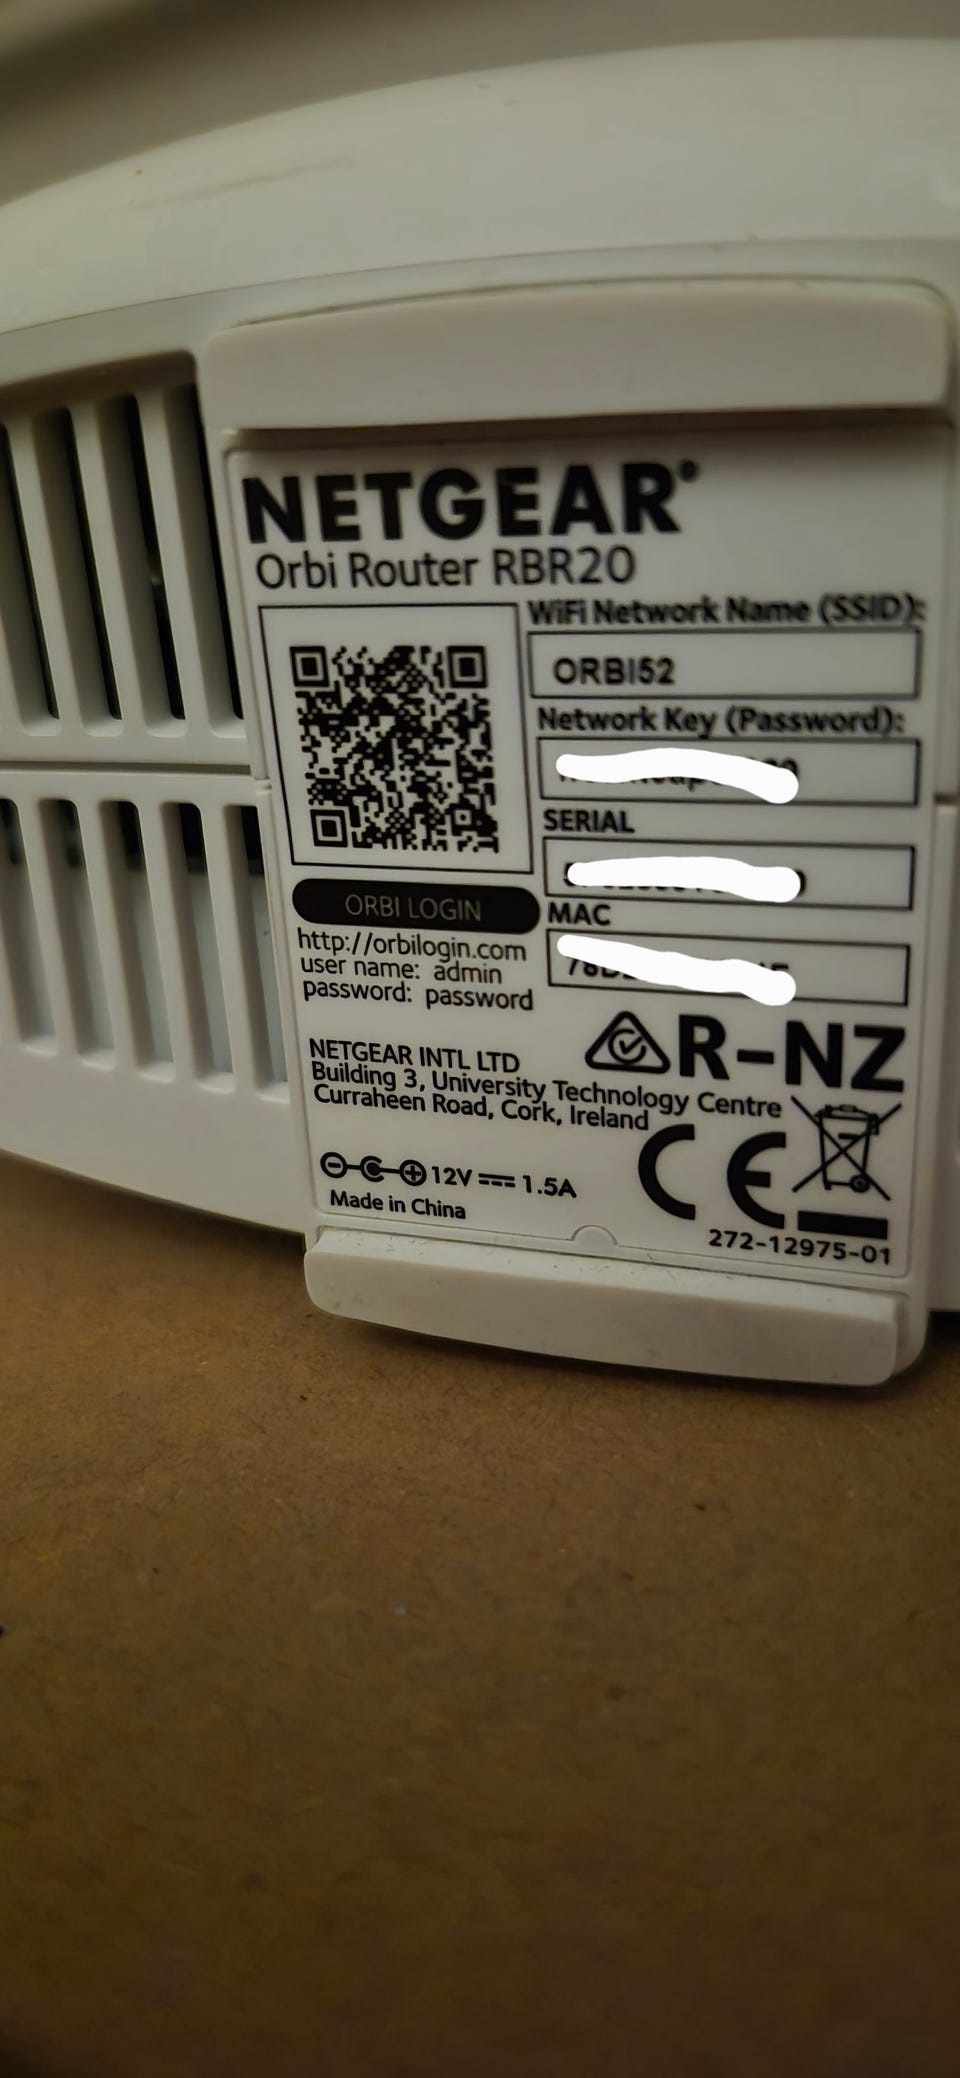 NETGEAR®
Orbi Router RBR20
WiFi Network Name (SSID):
ORBI52
Network Key (Password):
SERIAL
MAC
ORBI LOGIN
http://orbilogin.com
user name: admin
password: password
R-NZ
NETGEAR INTL LTD
Building 3, University Technology Centre
Curraheen Road, Cork, Ireland
CE
12V 1.5A
Made in China
272-12975-01